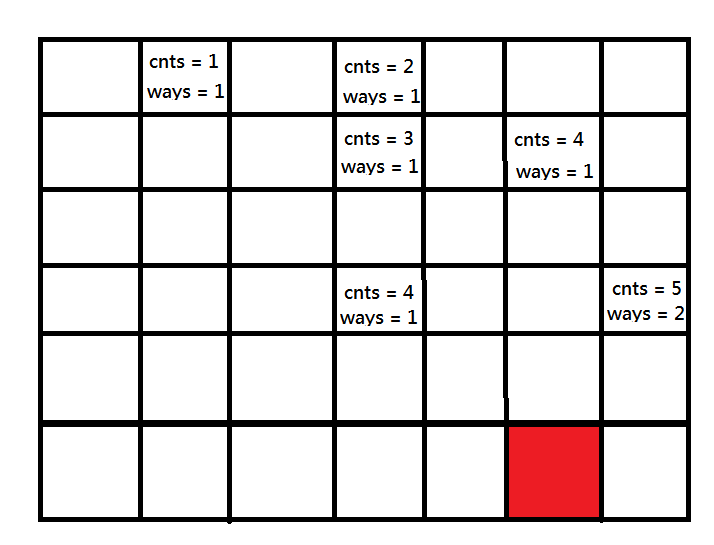 cnts = 1
ways = 1
cnts = 2
ways = 1
cnts = 3
ways = 1
cnts = 4
ways = 1
cnts = 4
ways = 1
cnts = 5
ways = 2